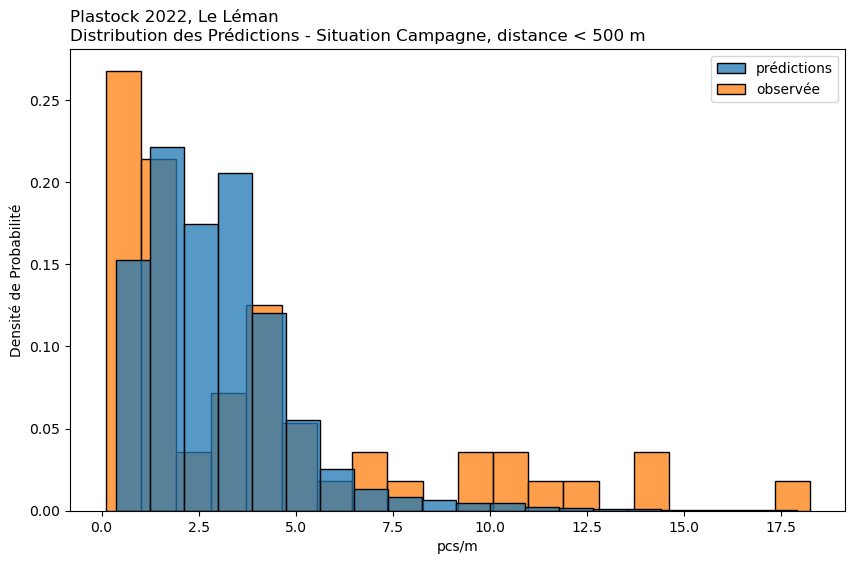 Plastock 2022, Le Léman
Distribution des Prédictions - Situation Campagne, distance < 500 m
prédictions
observée
Densité de Probabilité
0.25
0.20
0.15
0.10
0.05
0.00
0.0 2.5 5.0 7.5 10.0 12.5 15.0 17.5
pcs/m